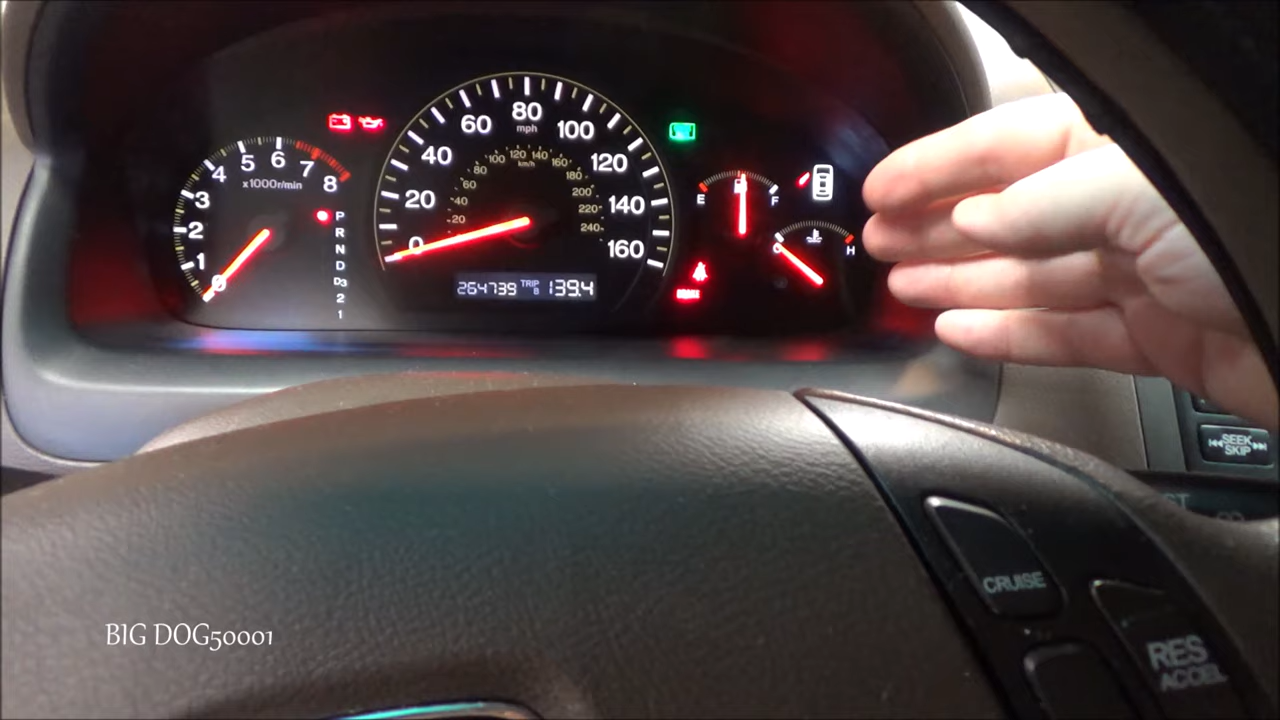 80
mph
60
100
40
120
20
140
0
160
120
140
100
160
km/h
80
180
60
200
40
220
20
240
5
6
7
4
8
x1000r/min
3
2
1
0
P
R
N
D
D3
2
1
264739 TRIP B 139.4
E
F
C
H
BRAKE
SEEK
SKIP
CRUISE
RES
ACCEL
BIG DOG50001